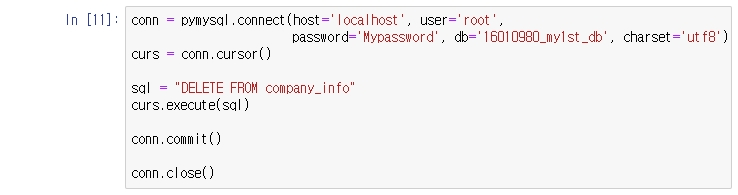 In [11]: conn = pymysql.connect(host='localhost', user='root',
password='Mypassword', db='16010980_my1st_db', charset='utf8')
curs = conn.cursor()
sql = "DELETE FROM company_info"
curs.execute(sql)
conn.commit()
conn.close()